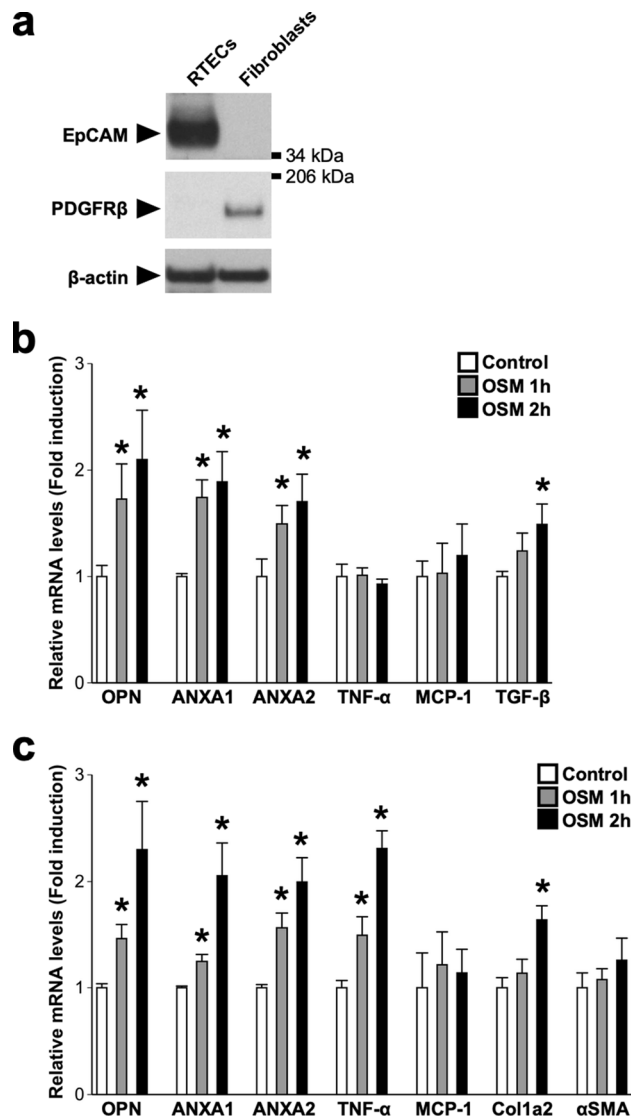 a
RTECs Fibroblasts
EpCAM
34 kDa
206 kDa
PDGFRβ
β-actin
b
Relative mRNA levels (Fold induction)
3
2
1
0
Control
OSM 1h
OSM 2h
* * * * * * *
OPN ANXA1 ANXA2 TNF-α MCP-1 TGF-β
c
Relative mRNA levels (Fold induction)
3
2
1
0
Control
OSM 1h
OSM 2h
* * * * * * * * *
OPN ANXA1 ANXA2 TNF-α MCP-1 Col1a2 αSMA